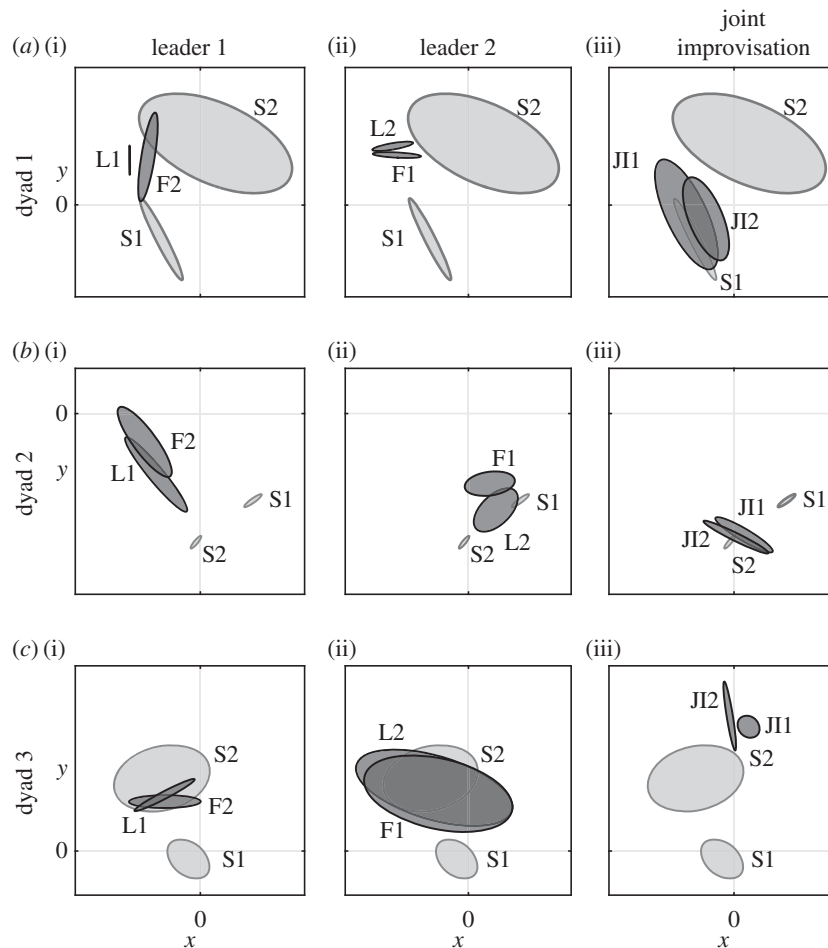 joint
(a) (i) leader 1 (ii) leader 2 (iii) improvisation
S2 S2 S2
L1 F2 L2 F1 JI1 JI2
dyad 1 y
0
S1 S1 S1
(b) (i) (ii) (iii)
0
F2 L1 F1 L2 JI1 JI2
dyad 2 y
S1 S1 S1
S2 S2 S2
(c) (i) (ii) (iii)
JI2 JI1
S2 L2 S2 S2
dyad 3 y
L1 F2 F1
0
S1 S1 S1
0 0 0
x x x